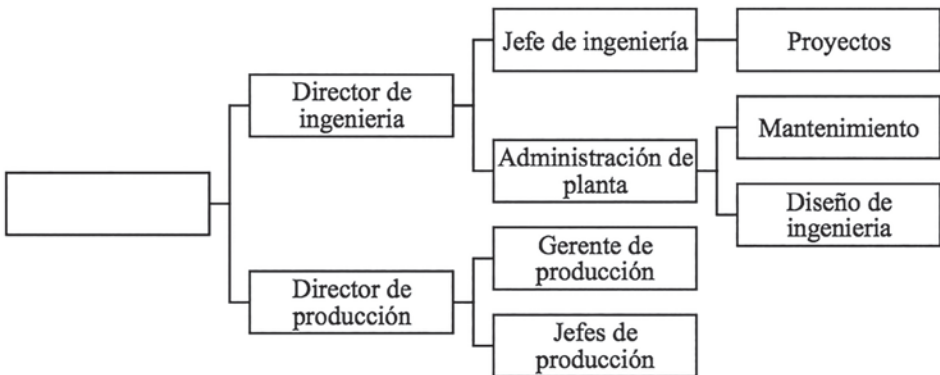 Jefe de ingeniería
Proyectos
Director de
ingenieria
Mantenimiento
Administración de
planta
Diseño de
ingenieria
Gerente de
producción
Director de
producción
Jefes de
producción